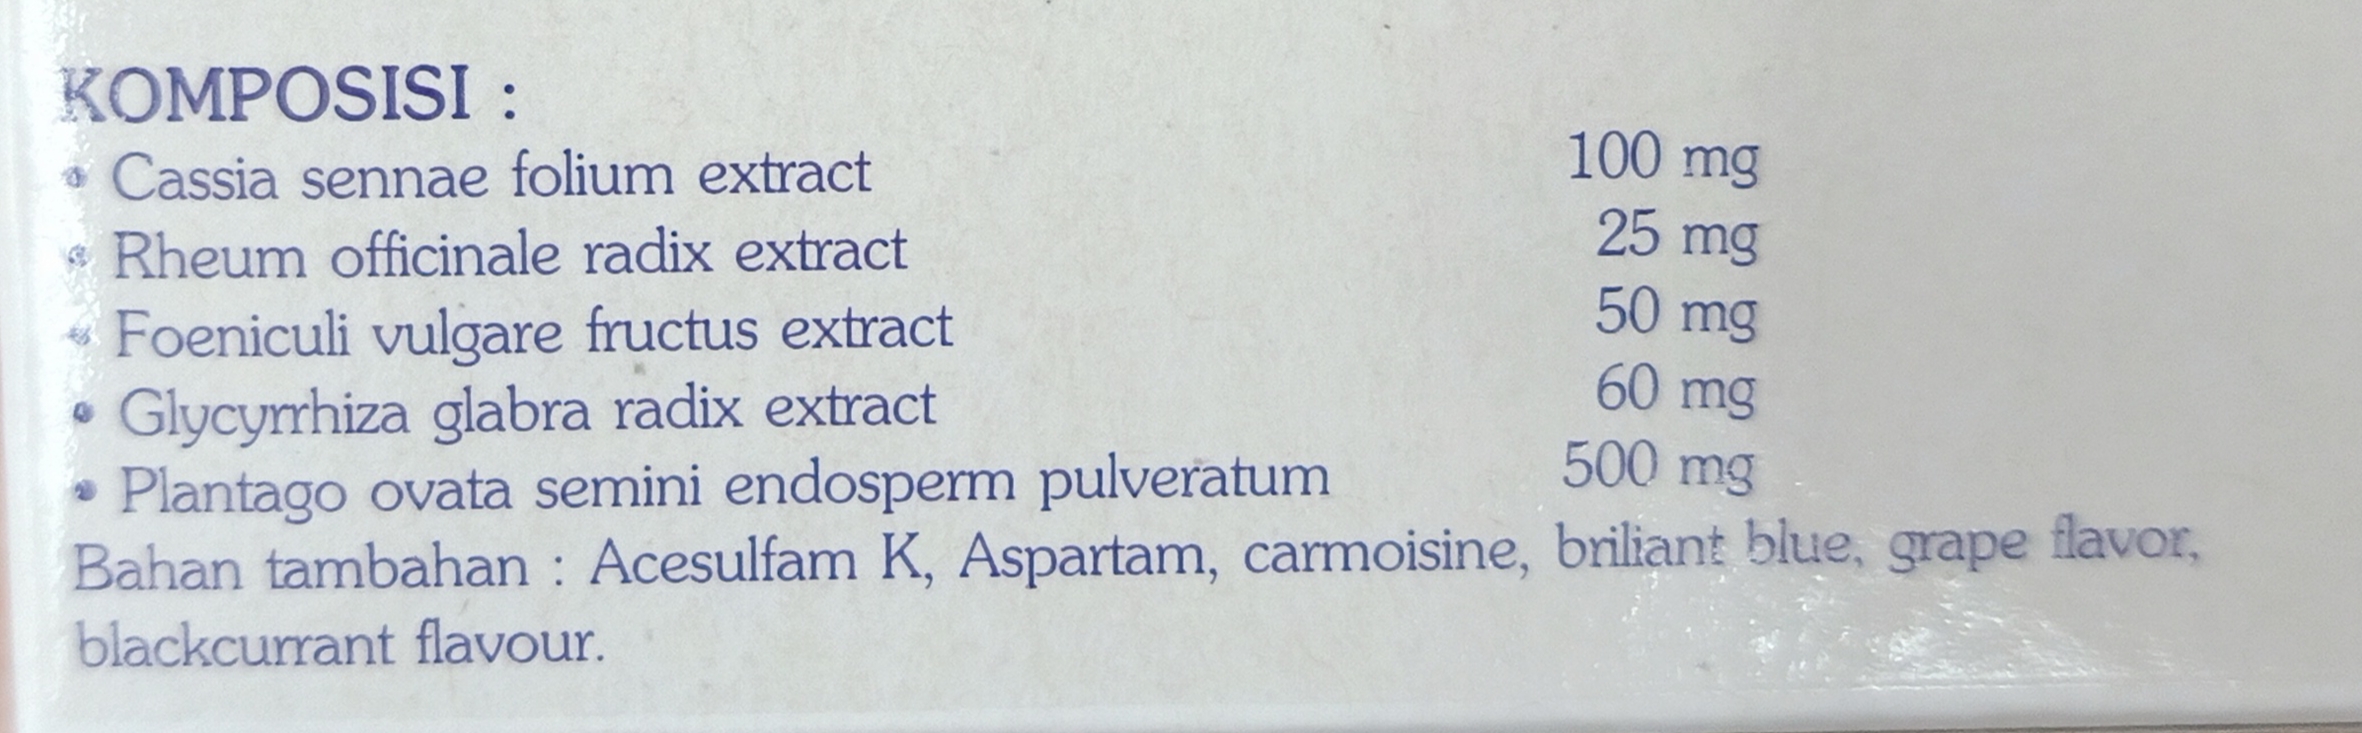 KOMPOSISI :
• Cassia sennae folium extract 100 mg
• Rheum officinale radix extract 25 mg
• Foeniculi vulgare fructus extract 50 mg
• Glycyrrhiza glabra radix extract 60 mg
• Plantago ovata semini endosperm pulveratum 500 mg
Bahan tambahan : Acesulfam K, Aspartam, carmoisine, briliant blue, grape flavor,
blackcurrant flavour.